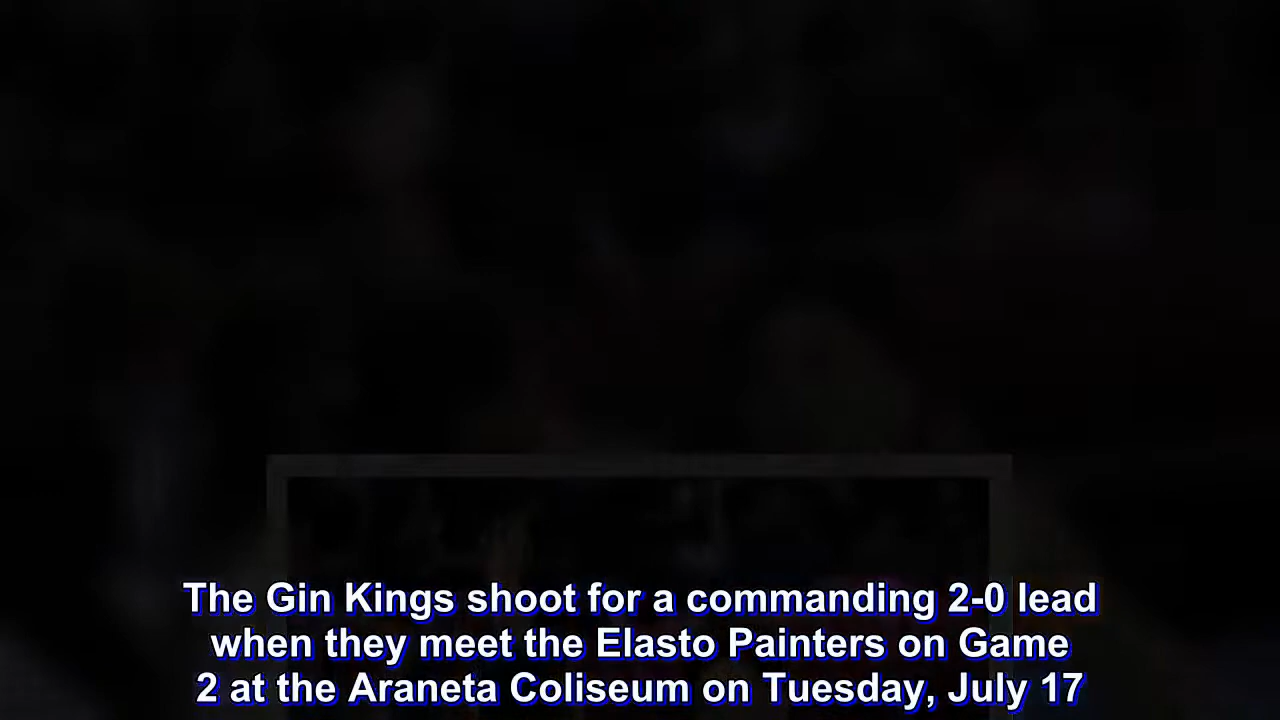 The Gin Kings shoot for a commanding 2-0 lead
when they meet the Elasto Painters on Game
2 at the Araneta Coliseum on Tuesday, July 17